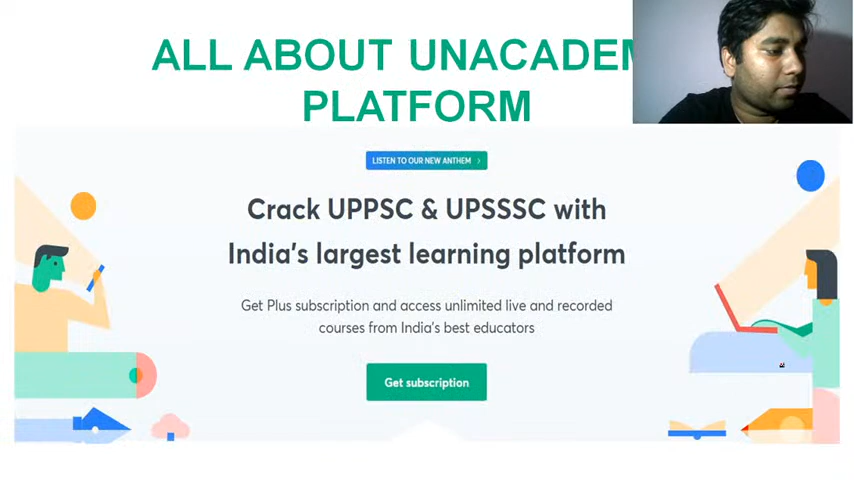 ALL ABOUT UNACADEM
PLATFORM
LISTEN TO OUR NEW ANTHEM >
Crack UPPSC & UPSSSC with
India's largest learning platform
Get Plus subscription and access unlimited live and recorded
courses from India's best educators
Get subscription